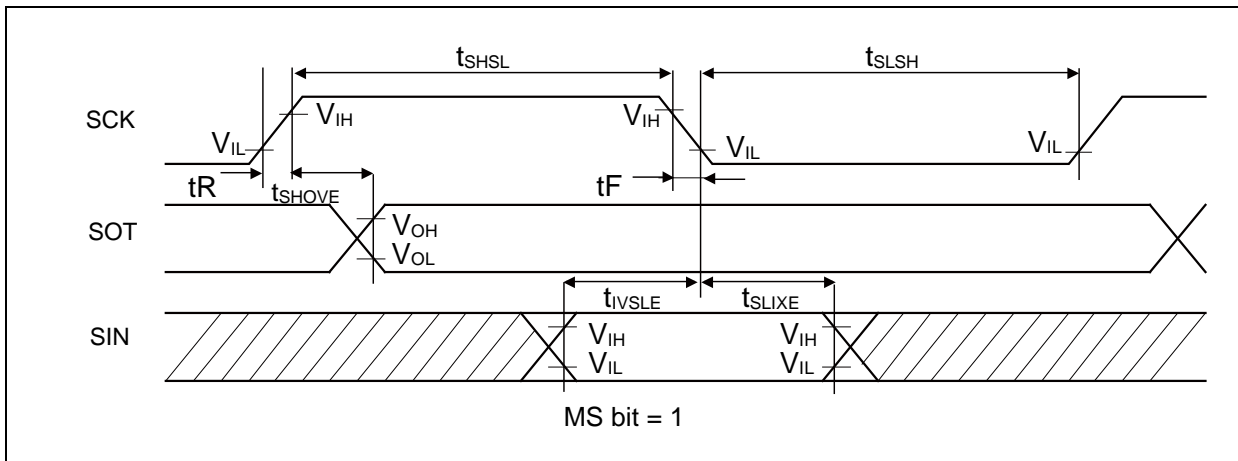 tSHSL
tSLSH
SCK
VIH
VIH
VIL
VIL
VIL
tR
tSHOVE
tF
SOT
VOH
VOL
tIVSLE
tSLIXE
SIN
VIH
VIH
VIL
VIL
MS bit = 1